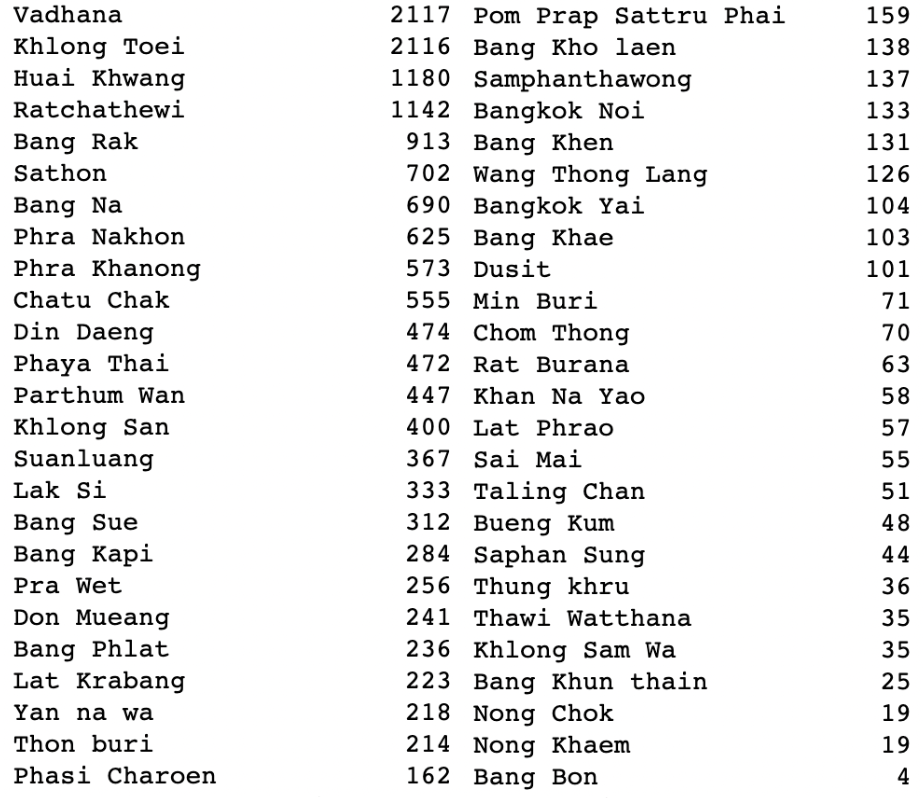 Vadhana 2117 Pom Prap Sattru Phai 159
Khlong Toei 2116 Bang Kho laen 138
Huai Khwang 1180 Samphanthawong 137
Ratchathewi 1142 Bangkok Noi 133
Bang Rak 913 Bang Khen 131
Sathon 702 Wang Thong Lang 126
Bang Na 690 Bangkok Yai 104
Phra Nakhon 625 Bang Khae 103
Phra Khanong 573 Dusit 101
Chatu Chak 555 Min Buri 71
Din Daeng 474 Chom Thong 70
Phaya Thai 472 Rat Burana 63
Parthum Wan 447 Khan Na Yao 58
Khlong San 400 Lat Phrao 57
Suanluang 367 Sai Mai 55
Lak Si 333 Taling Chan 51
Bang Sue 312 Bueng Kum 48
Bang Kapi 284 Saphan Sung 44
Pra Wet 256 Thung khru 36
Don Mueang 241 Thawi Watthana 35
Bang Phlat 236 Khlong Sam Wa 35
Lat Krabang 223 Bang Khun thain 25
Yan na wa 218 Nong Chok 19
Thon buri 214 Nong Khaem 19
Phasi Charoen 162 Bang Bon 4